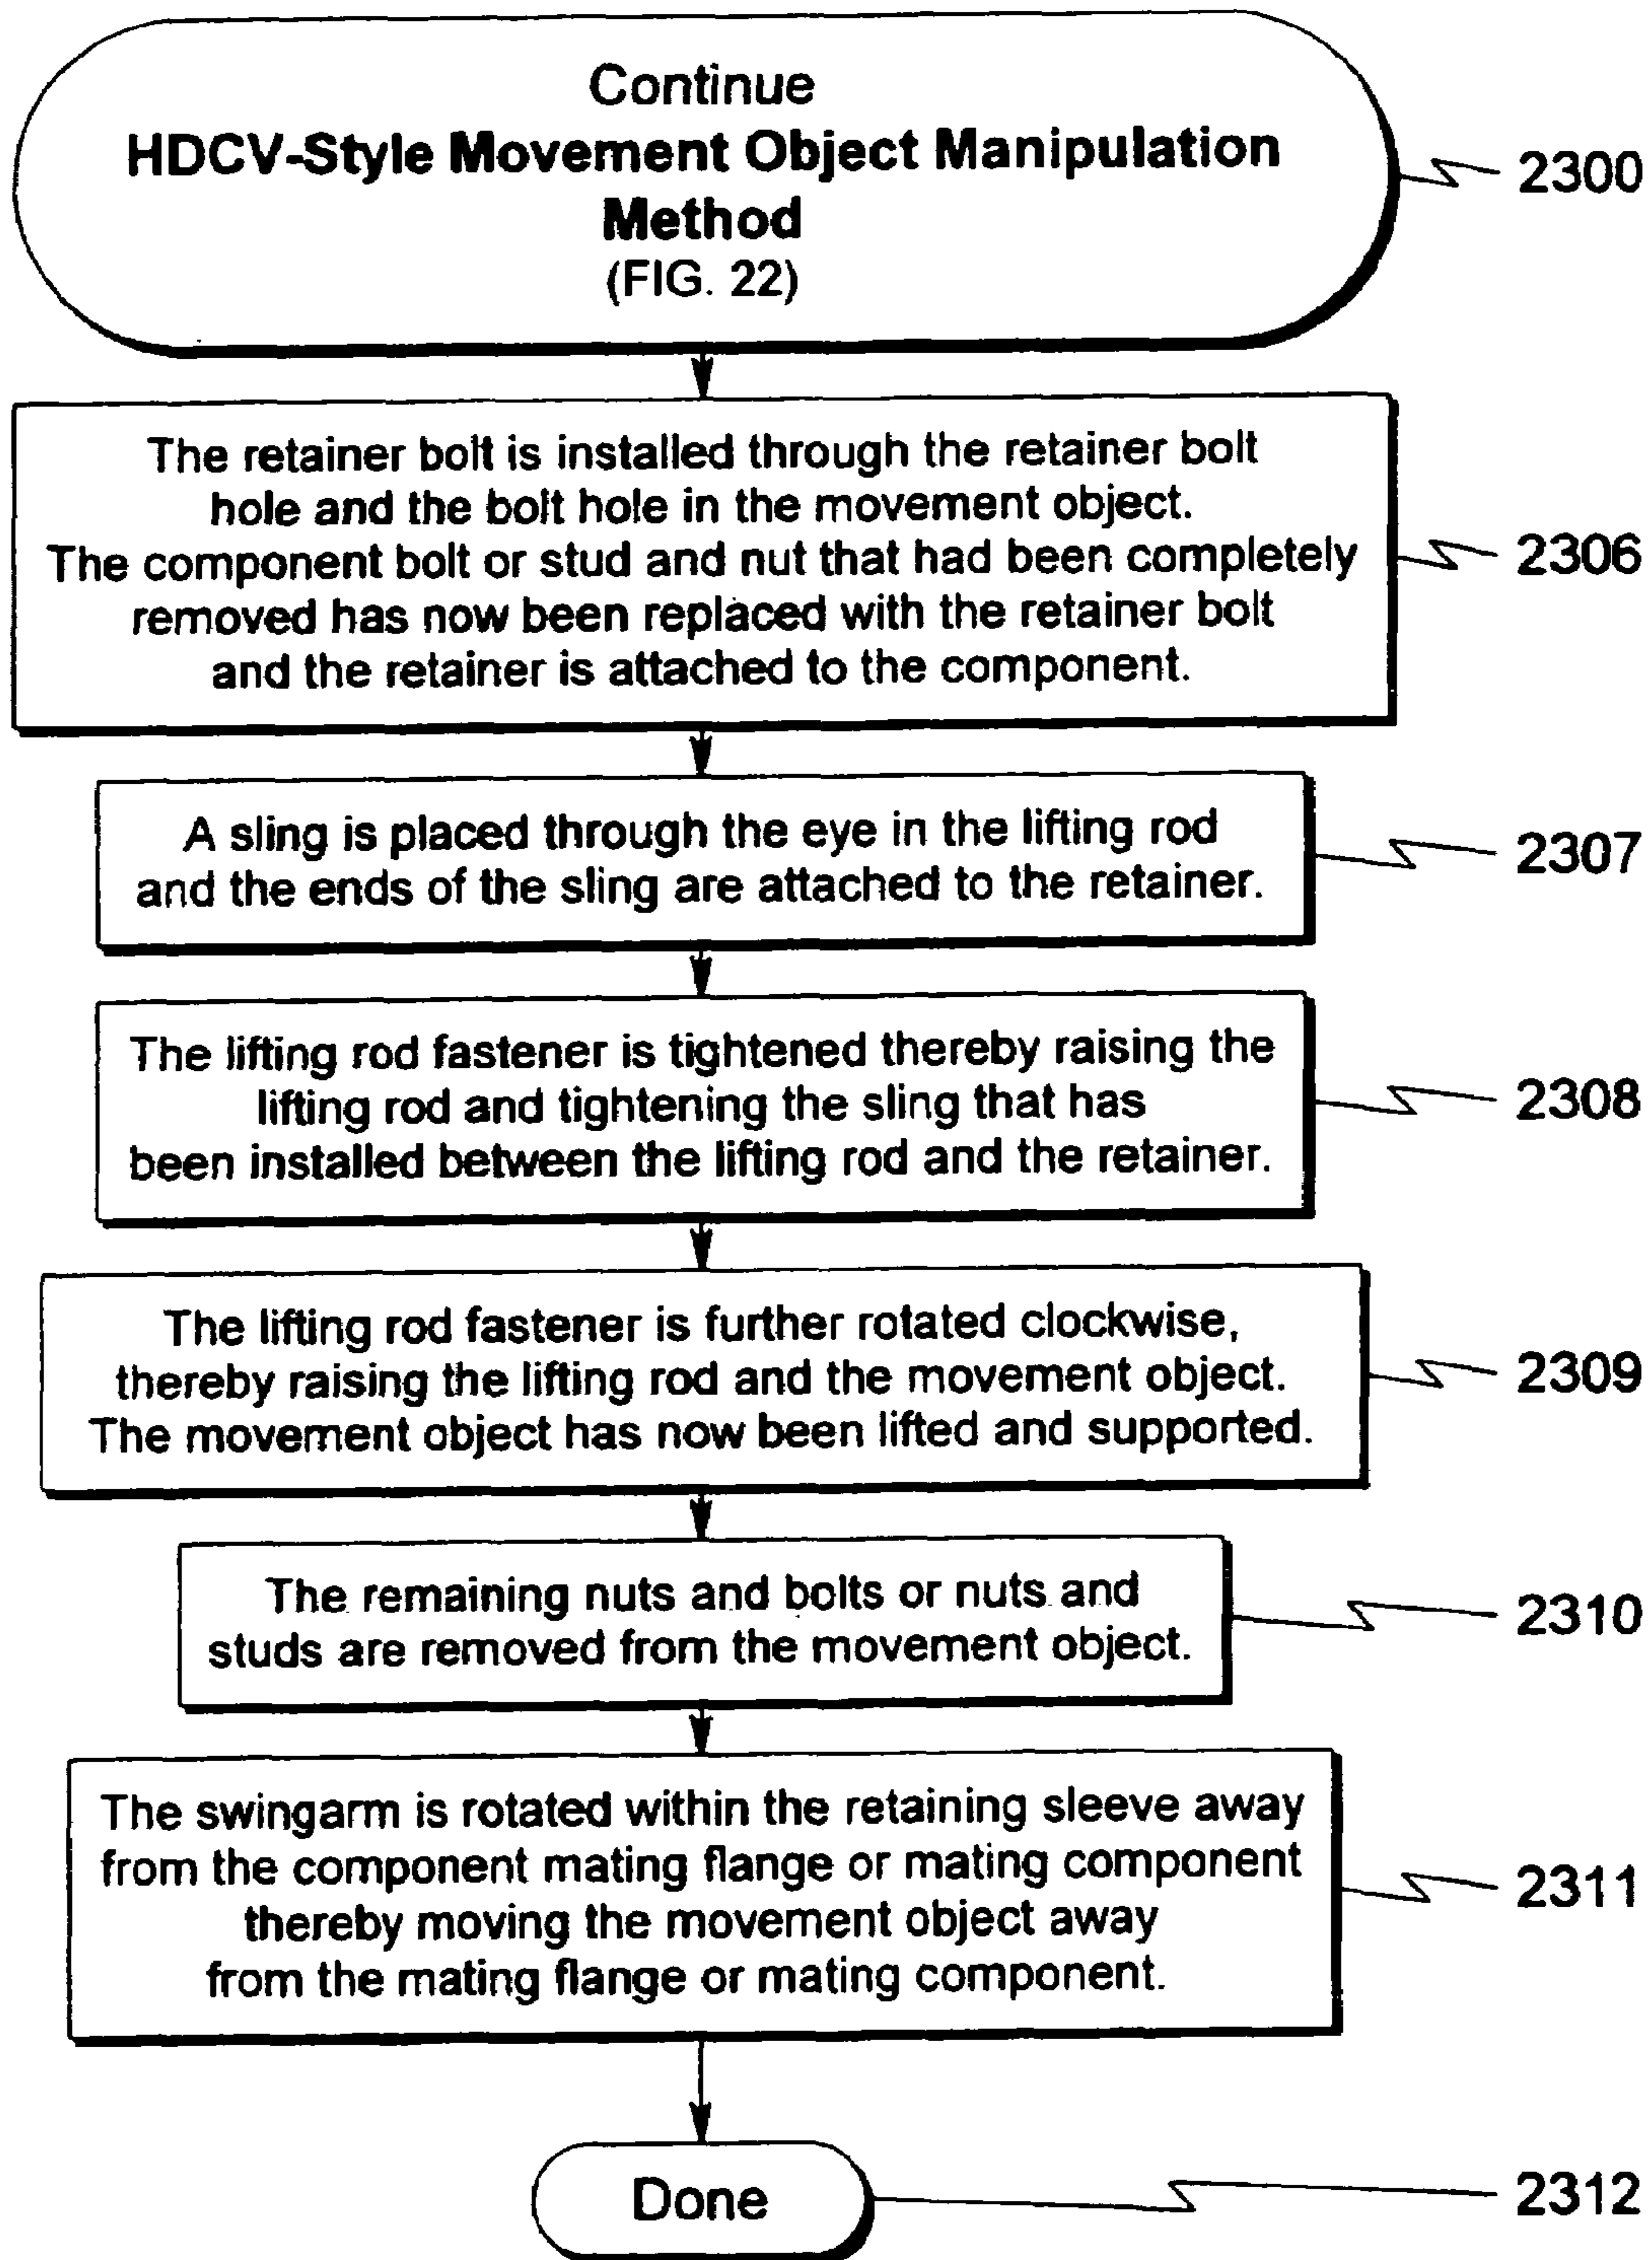 Continue
HDCV-Style Movement Object Manipulation
Method
(FIG. 22)
2300
The retainer bolt is installed through the retainer bolt
hole and the bolt hole in the movement object.
The component bolt or stud and nut that had been completely
removed has now been replaced with the retainer bolt
and the retainer is attached to the component.
2306
A sling is placed through the eye in the lifting rod
and the ends of the sling are attached to the retainer.
2307
The lifting rod fastener is tightened thereby raising the
lifting rod and tightening the sling that has
been installed between the lifting rod and the retainer.
2308
The lifting rod fastener is further rotated clockwise,
thereby raising the lifting rod and the movement object.
The movement object has now been lifted and supported.
2309
The remaining nuts and bolts or nuts and
studs are removed from the movement object.
2310
The swingarm is rotated within the retaining sleeve away
from the component mating flange or mating component
thereby moving the movement object away
from the mating flange or mating component.
2311
Done
2312